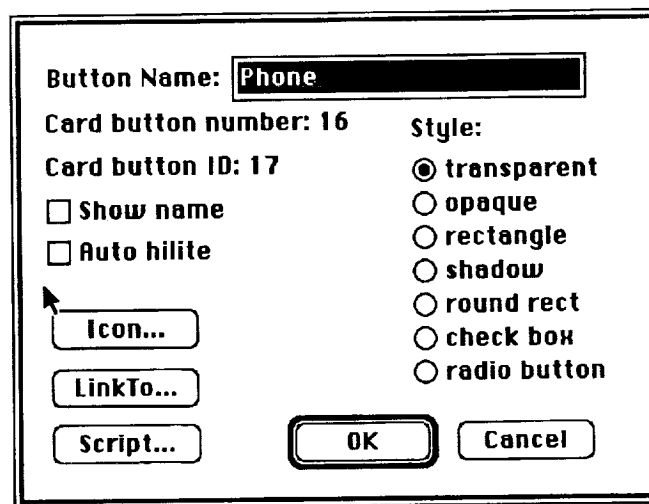 Button Name: Phone
Card button number: 16
Card button ID: 17
Show name
Auto hilite
Icon...
LinkTo...
Script...
Style:
transparent
opaque
rectangle
shadow
round rect
check box
radio button
OK
Cancel